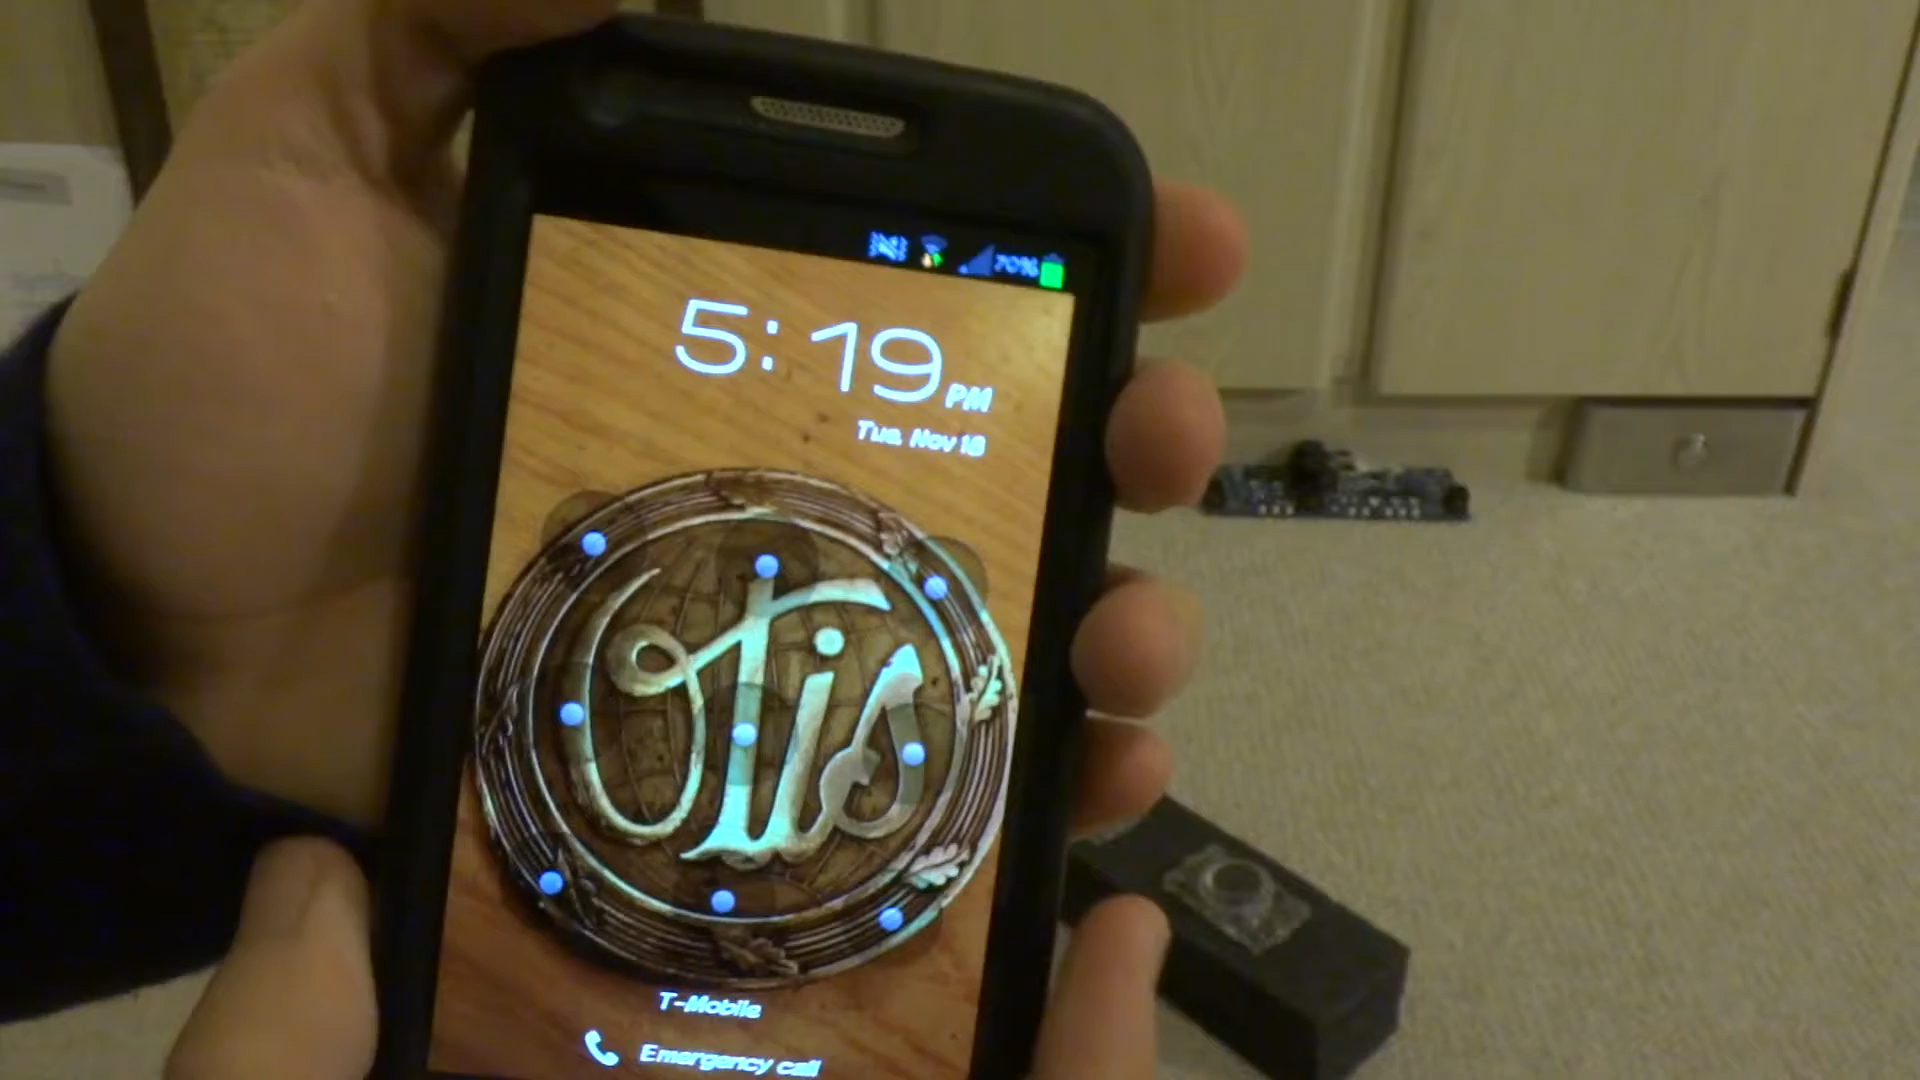 70%
5:19 PM
Tue, Nov 18
Otis
T-Mobile
Emergency call